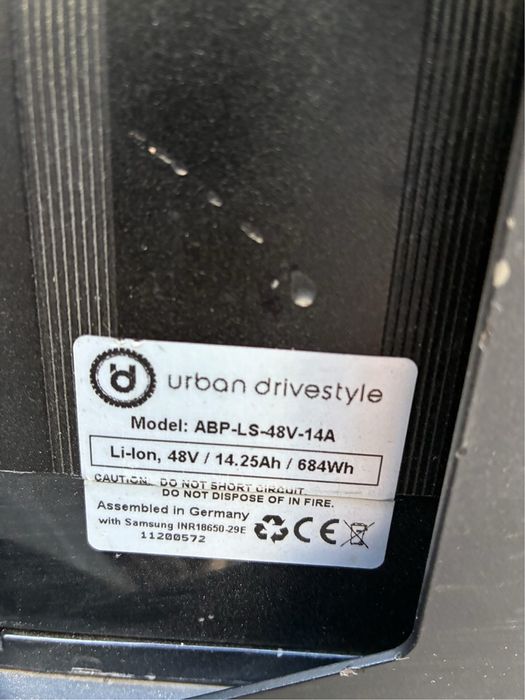 urban drivestyle
Model: ABP-LS-48V-14A
Li-Ion, 48V / 14.25Ah / 684Wh
CAUTION: DO NOT SHORT CIRCUIT.
DO NOT DISPOSE OF IN FIRE.
Assembled in Germany
with Samsung INR18650-29E
11200572
CE